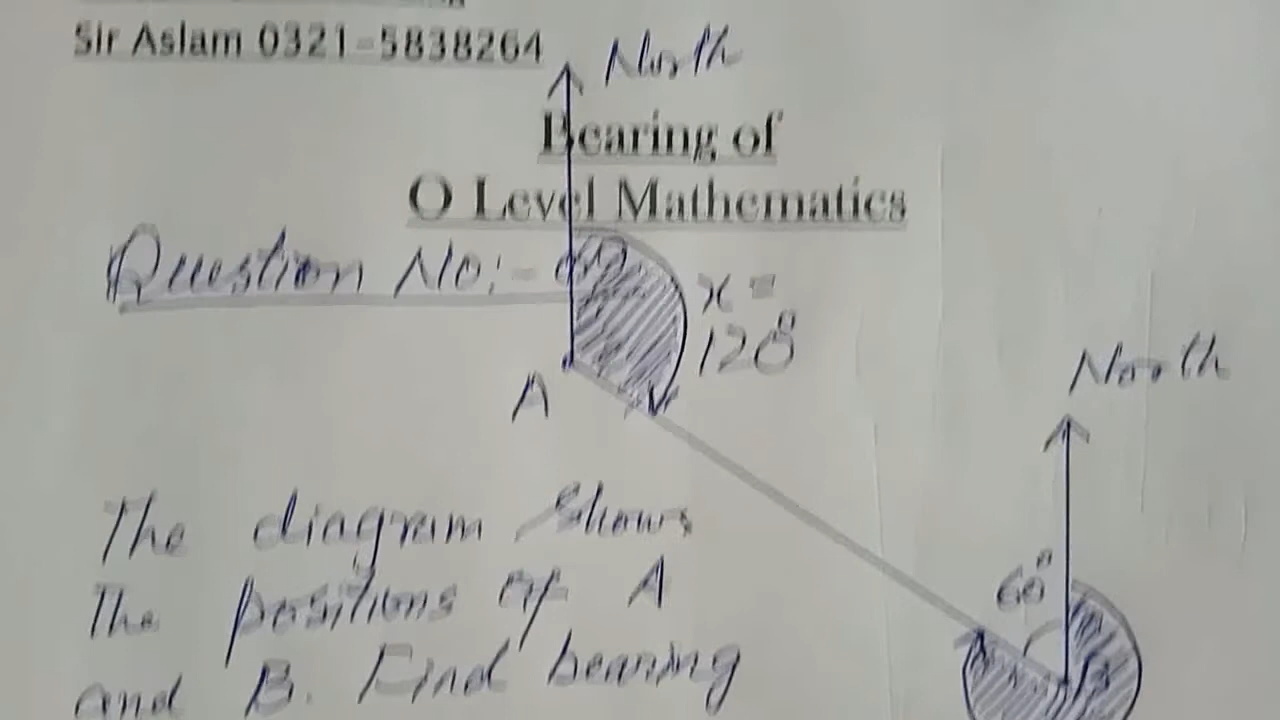 Sir Aslam 0321-5838264
North
Bearing of
O Level Mathematics
Question No:-
x =
120°
A
North
60°
The diagram shows
The positions of A
and B. Find bearing
B